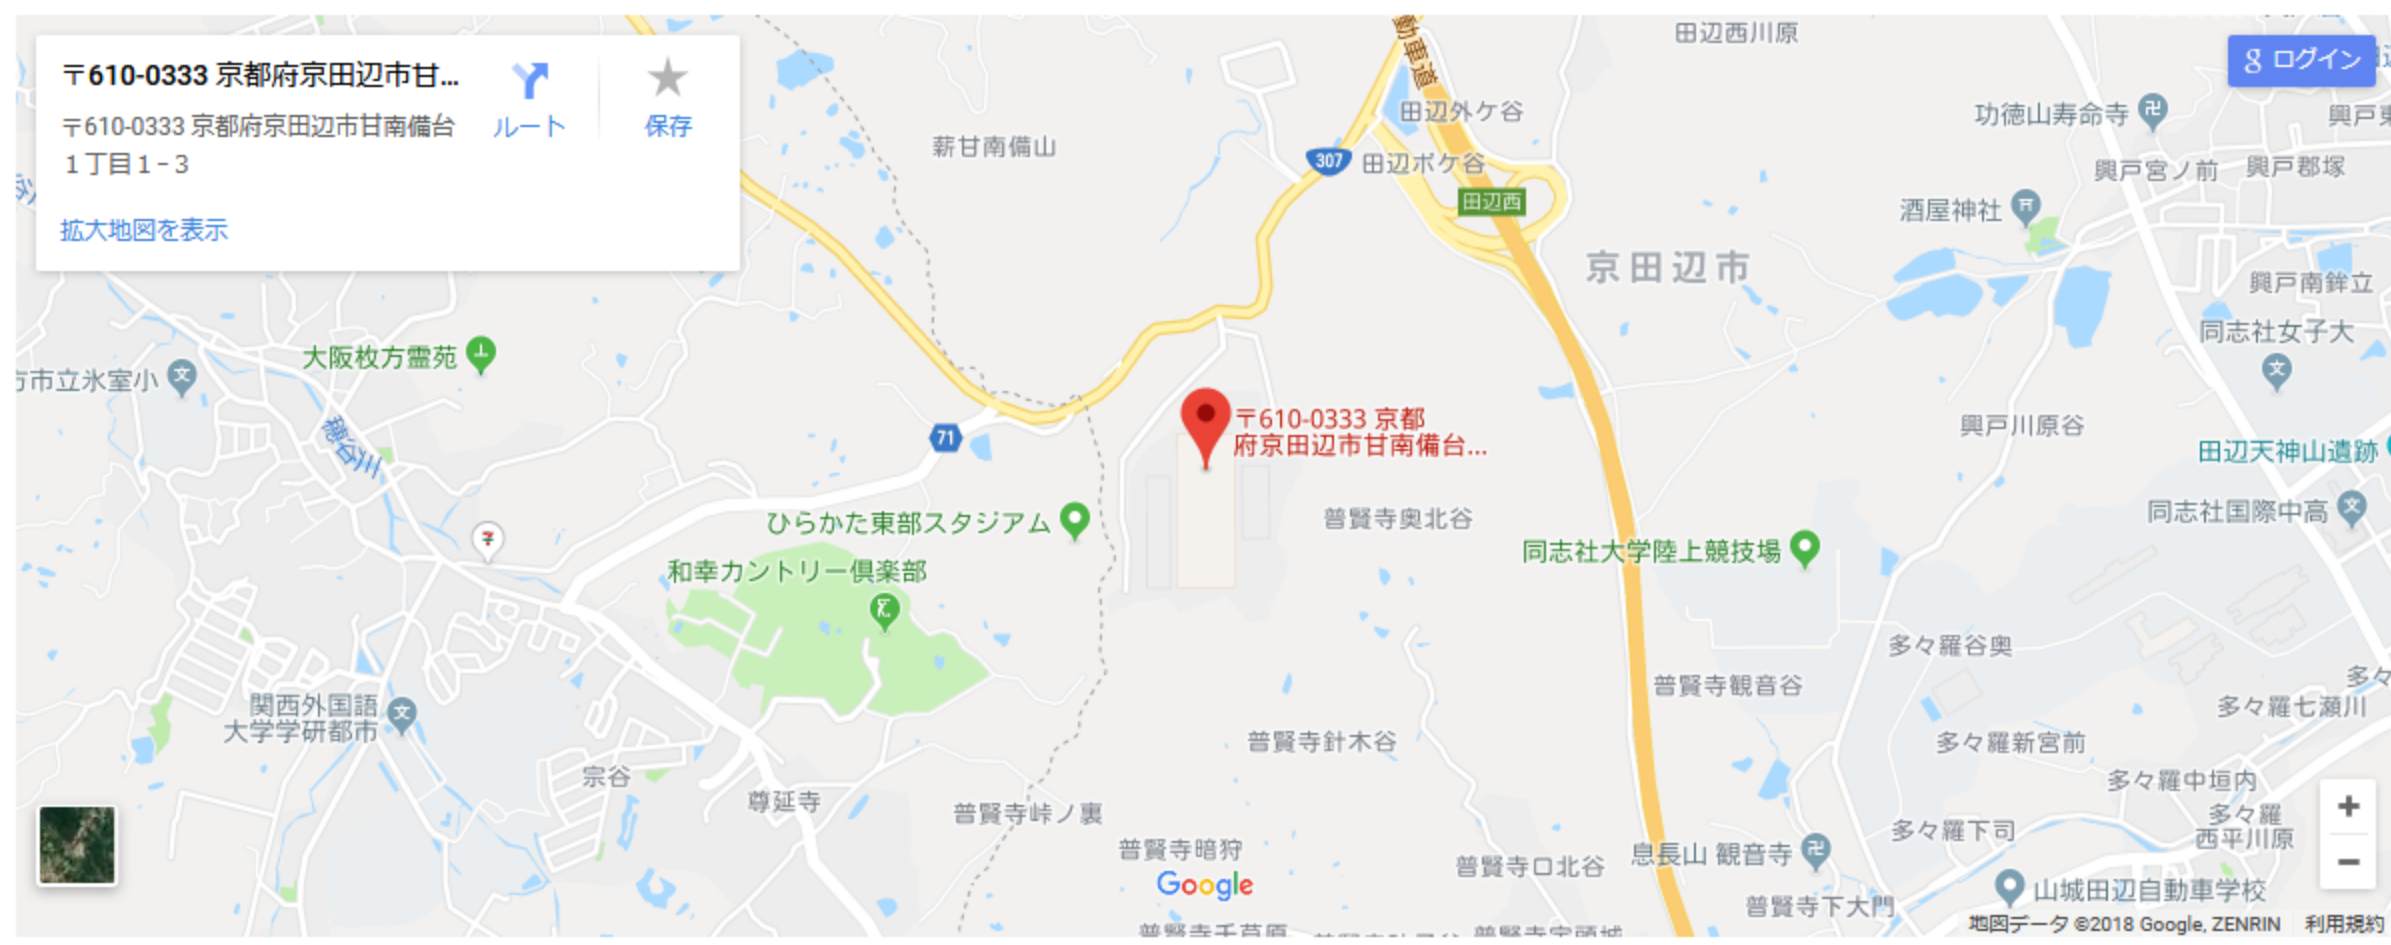 〒610-0333 京都府京田辺市甘...
〒610-0333 京都府京田辺市甘南備台
１丁目１−３
ルート
保存
拡大地図を表示
ログイン
動車道
田辺西川原
田辺外ケ谷
田辺ボケ谷
307
田辺西
薪甘南備山
京田辺市
功徳山寿命寺
興戸宮ノ前
興戸郡塚
酒屋神社
興戸南鉾立
同志社女子大
大阪枚方霊苑
市立氷室小
穂谷川
71
〒610-0333 京都
府京田辺市甘南備台...
興戸川原谷
田辺天神山遺跡
同志社国際中高
ひらかた東部スタジアム
普賢寺奥北谷
同志社大学陸上競技場
和幸カントリー倶楽部
多々羅谷奥
普賢寺観音谷
多々
多々羅七瀬川
関西外国語
大学学研都市
普賢寺針木谷
多々羅新宮前
宗谷
尊延寺
多々羅中垣内
普賢寺峠ノ裏
多々羅
西平川原
多々羅下司
普賢寺暗狩
普賢寺口北谷
息長山 観音寺
Google
山城田辺自動車学校
普賢寺下大門
地図データ ©2018 Google, ZENRIN
利用規約